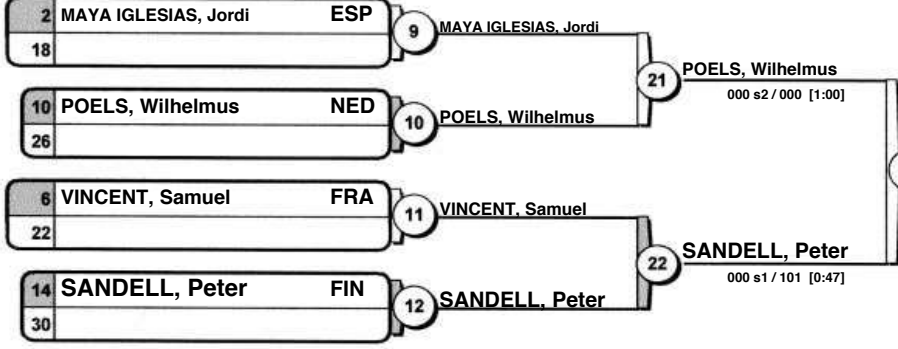 2 MAYA IGLESIAS, Jordi ESP
18
9
MAYA IGLESIAS, Jordi
10 POELS, Wilhelmus NED
26
10
POELS, Wilhelmus
21
POELS, Wilhelmus
000 s2 / 000 [1:00]
6 VINCENT, Samuel FRA
22
11
VINCENT, Samuel
14 SANDELL, Peter FIN
30
12
SANDELL, Peter
22
SANDELL, Peter
000 s1 / 101 [0:47]